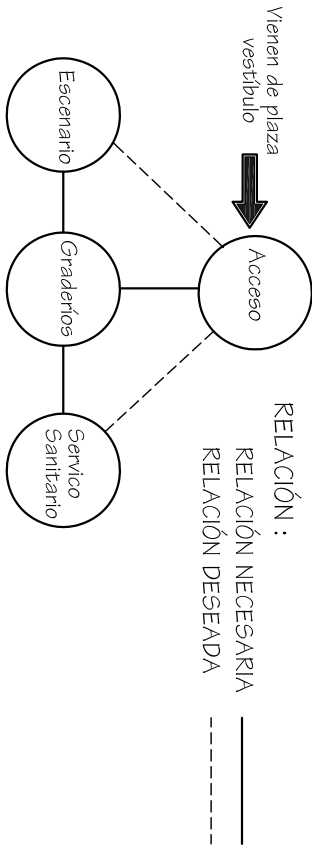 Vienen de plaza
vestíbulo
Acceso
Escenario
Graderíos
Servico
Sanitario
RELACIÓN :
RELACIÓN NECESARIA
RELACIÓN DESEADA